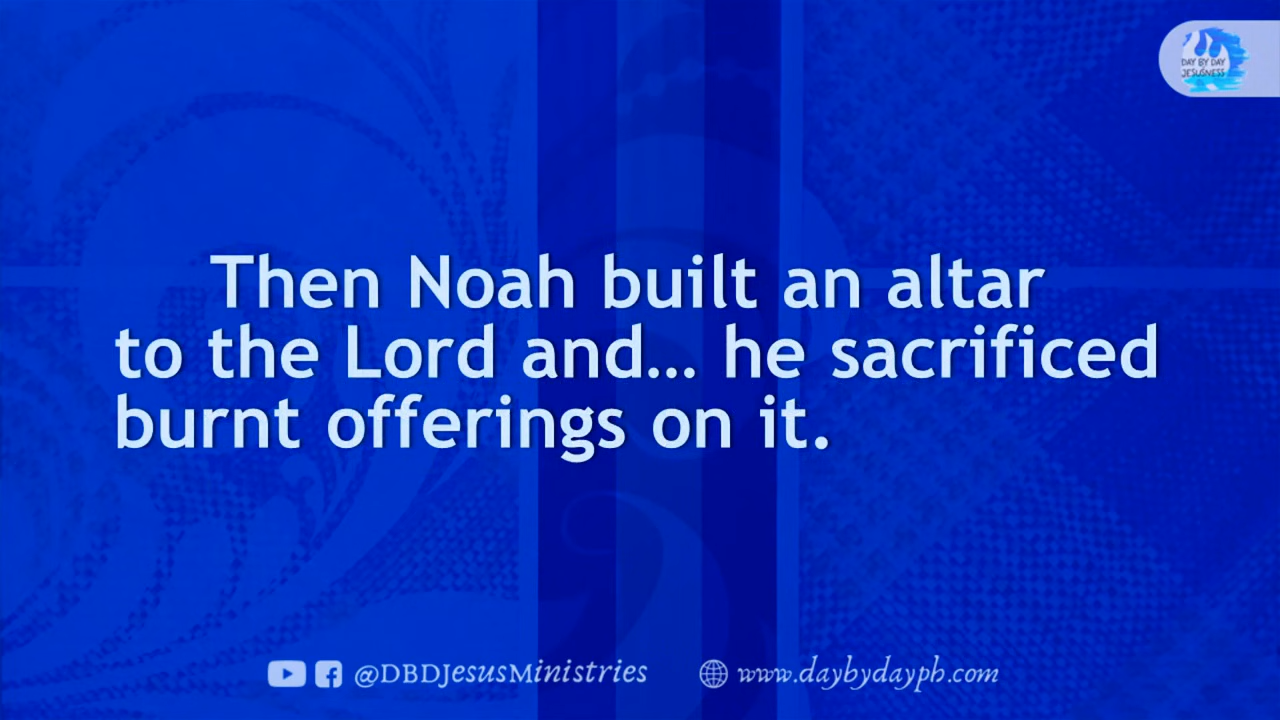 DAY BY DAY
JESUSNESS
Then Noah built an altar
to the Lord and... he sacrificed
burnt offerings on it.
@DBDJesusMinistries
www.daybydayph.com